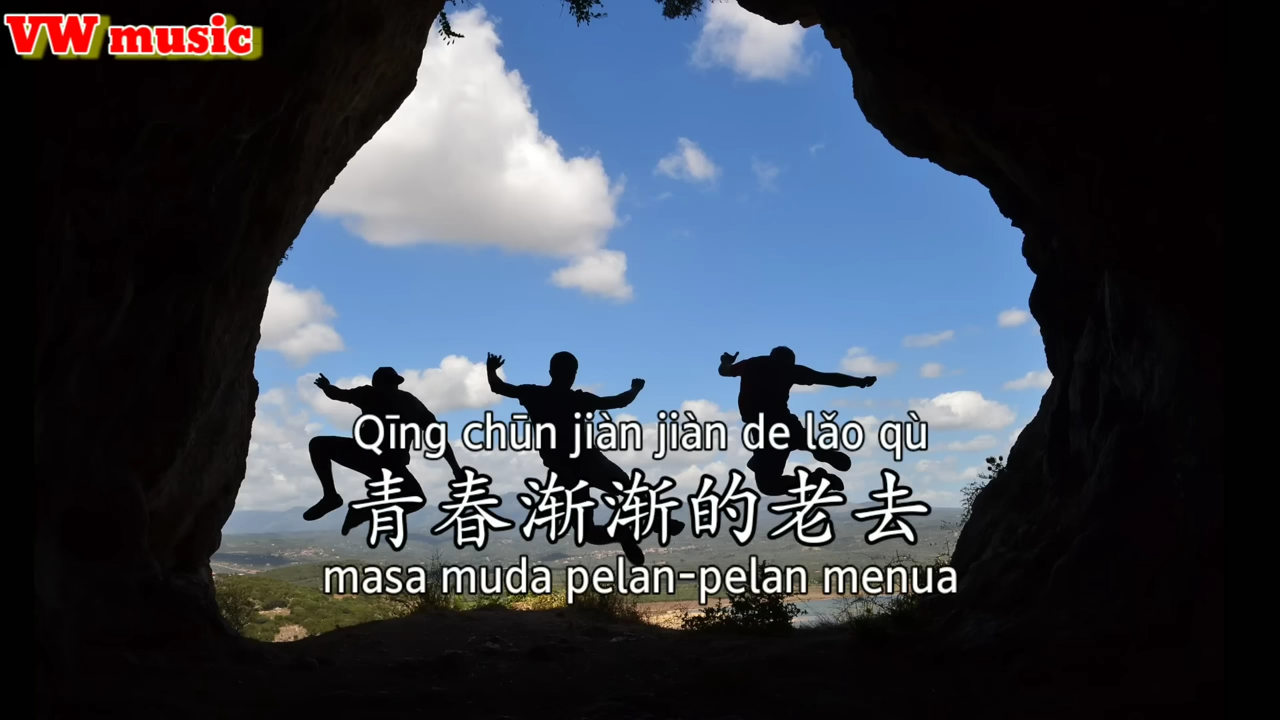 VW music
Qīng chūn jiàn jiàn de lǎo qù
青春渐渐的老去
masa muda pelan-pelan menua